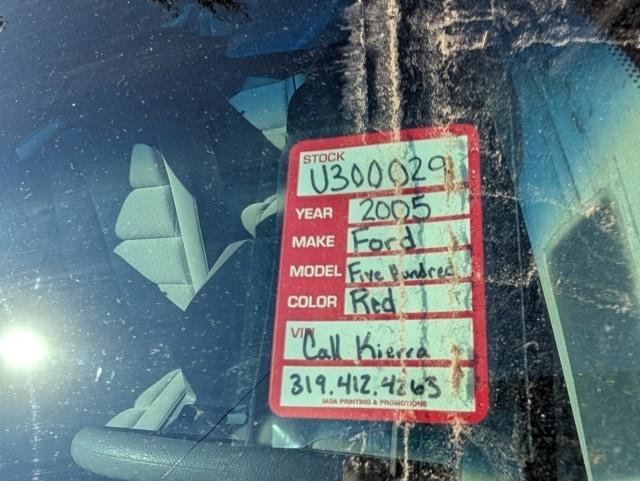 STOCK
U300029
YEAR 2005
MAKE Ford
MODEL Five Hundred
COLOR Red
VIN
Call Kierra
319.412.4263
IADA PRINTING & PROMOTIONS